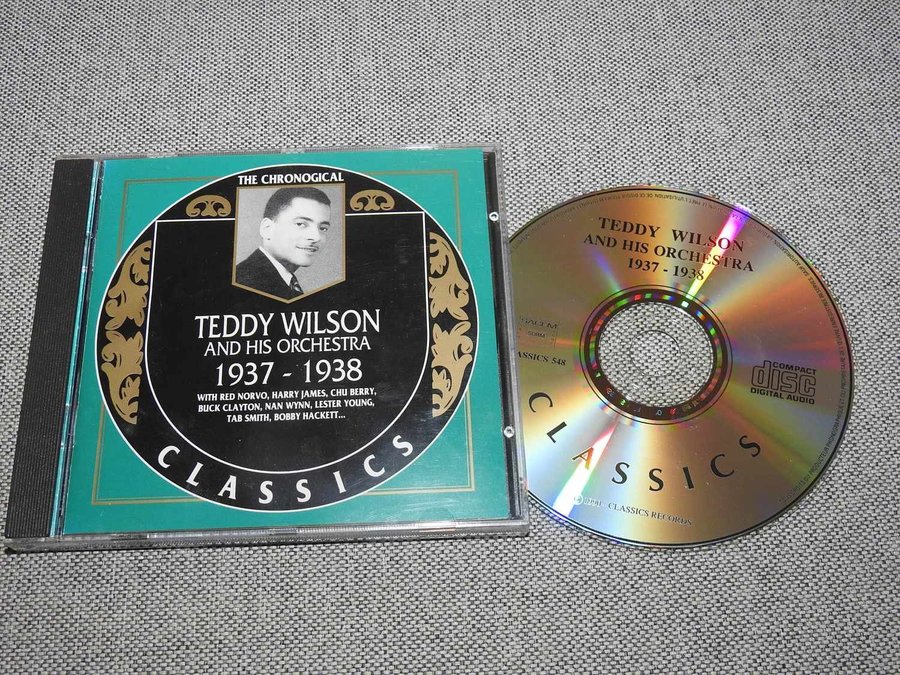 THE CHRONOGICAL
TEDDY WILSON
AND HIS ORCHESTRA
1937 - 1938
WITH RED NORVO, HARRY JAMES, CHU BERRY,
BUCK CLAYTON, NAN WYNN, LESTER YOUNG,
TAB SMITH, BOBBY HACKETT...
CLASSICS
TEDDY WILSON
AND HIS ORCHESTRA
1937 - 1938
SDRM
ASSICS 548
COMPACT
disc
DIGITAL AUDIO
CLASSICS
CLASSICS RECORDS